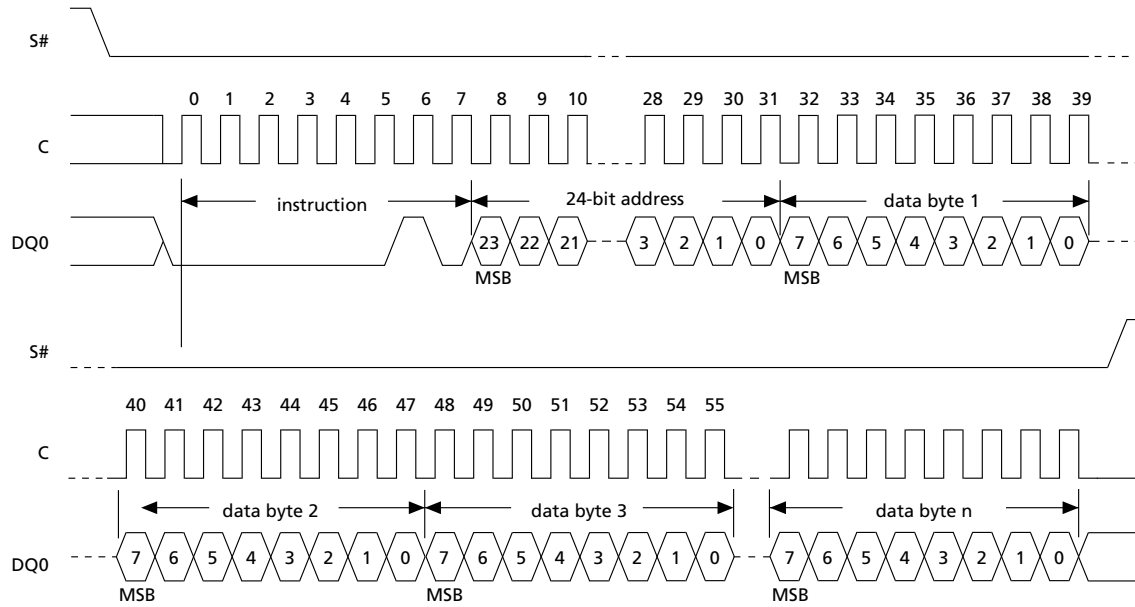 S#
0 1 2 3 4 5 6 7 8 9 10 28 29 30 31 32 33 34 35 36 37 38 39
C
instruction 24-bit address data byte 1
DQ0 23 22 21 3 2 1 0 7 6 5 4 3 2 1 0
MSB MSB
S#
40 41 42 43 44 45 46 47 48 49 50 51 52 53 54 55
C
data byte 2 data byte 3 data byte n
DQ0 7 6 5 4 3 2 1 0 7 6 5 4 3 2 1 0 7 6 5 4 3 2 1 0
MSB MSB MSB